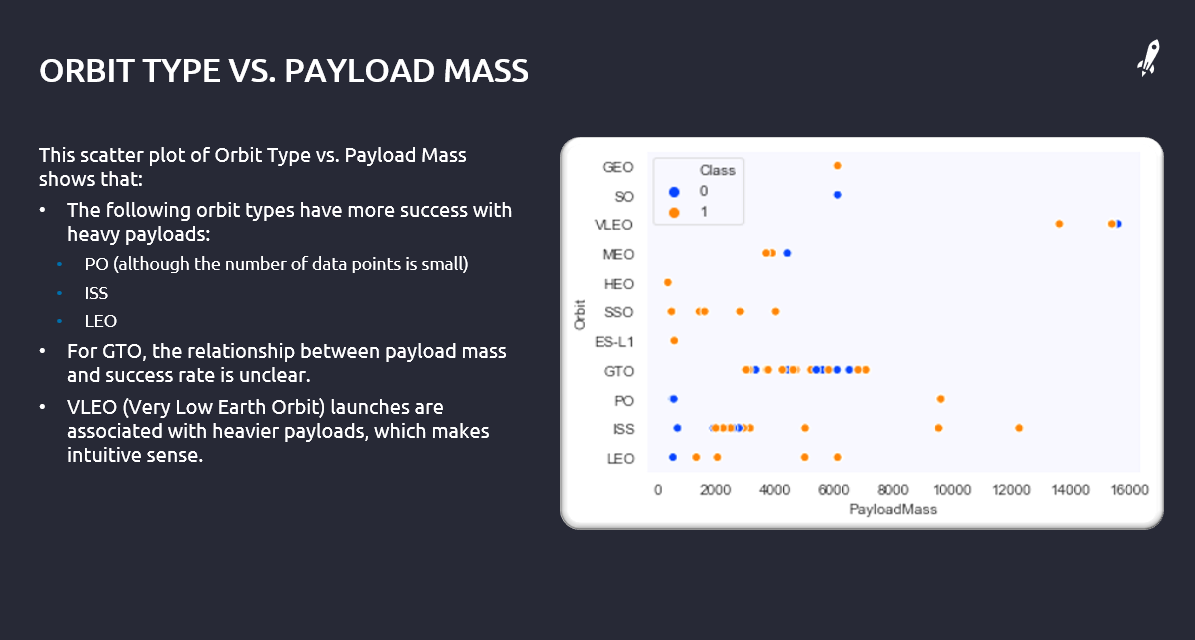 ORBIT TYPE VS. PAYLOAD MASS
This scatter plot of Orbit Type vs. Payload Mass
shows that:
• The following orbit types have more success with
heavy payloads:
• PO (although the number of data points is small)
• ISS
• LEO
• For GTO, the relationship between payload mass
and success rate is unclear.
• VLEO (Very Low Earth Orbit) launches are
associated with heavier payloads, which makes
intuitive sense.
Class
0
1
Orbit
GEO
SO
VLEO
MEO
HEO
SSO
ES-L1
GTO
PO
ISS
LEO
0 2000 4000 6000 8000 10000 12000 14000 16000
PayloadMass